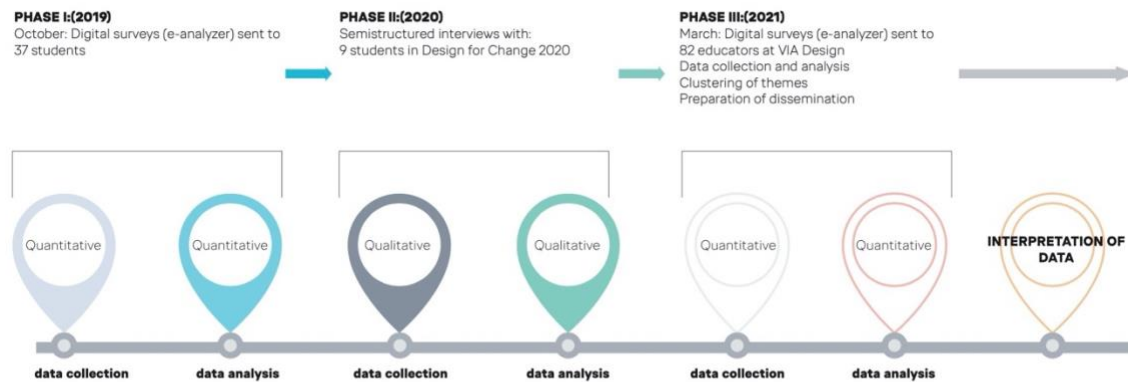 PHASE I:(2019)
October: Digital surveys (e-analyzer) sent to
37 students
PHASE II:(2020)
Semistructured interviews with:
9 students in Design for Change 2020
PHASE III:(2021)
March: Digital surveys (e-analyzer) sent to
82 educators at VIA Design
Data collection and analysis
Clustering of themes
Preparation of dissemination
Quantitative
Quantitative
Qualitative
Qualitative
Quantitative
Quantitative
INTERPRETATION OF
DATA
data collection
data analysis
data collection
data analysis
data collection
data analysis